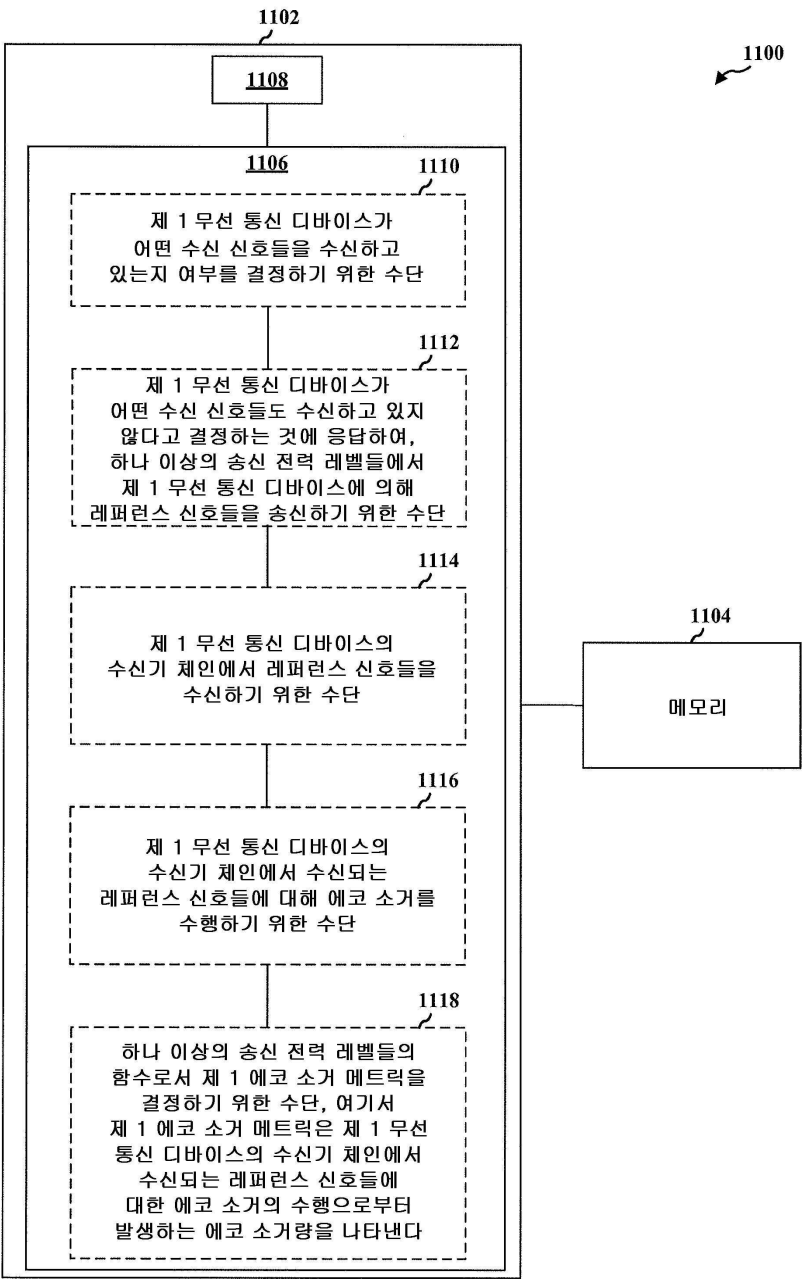 1102
1100
1108
1106
1110
제 1 무선 통신 디바이스가
어떤 수신 신호들을 수신하고
있는지 여부를 결정하기 위한 수단
1112
제 1 무선 통신 디바이스가
어떤 수신 신호들도 수신하고 있지
않다고 결정하는 것에 응답하여,
하나 이상의 송신 전력 레벨들에서
제 1 무선 통신 디바이스에 의해
레퍼런스 신호들을 송신하기 위한 수단
1114
제 1 무선 통신 디바이스의
수신기 체인에서 레퍼런스 신호들을
수신하기 위한 수단
1104
메모리
1116
제 1 무선 통신 디바이스의
수신기 체인에서 수신되는
레퍼런스 신호들에 대해 에코 소거를
수행하기 위한 수단
1118
하나 이상의 송신 전력 레벨들의
함수로서 제 1 에코 소거 메트릭을
결정하기 위한 수단, 여기서
제 1 에코 소거 메트릭은 제 1 무선
통신 디바이스의 수신기 체인에서
수신되는 레퍼런스 신호들에
대한 에코 소거의 수행으로부터
발생하는 에코 소거량을 나타낸다